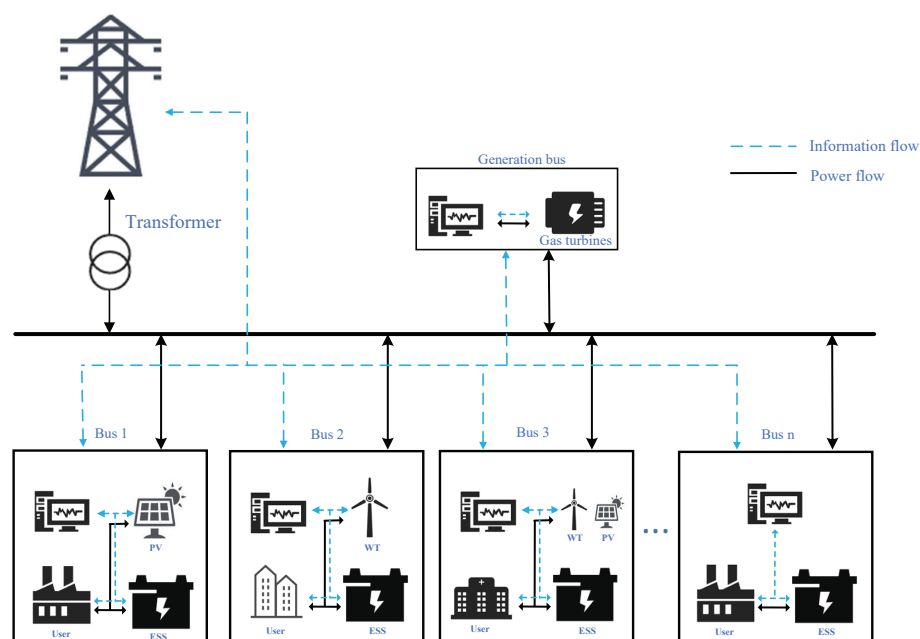 Information flow
Generation bus
Power flow
Transformer
Gas turbines
Bus 1
Bus 2
Bus 3
Bus n
PV
WT
WT
PV
...
User
ESS
User
ESS
User
ESS
User
ESS